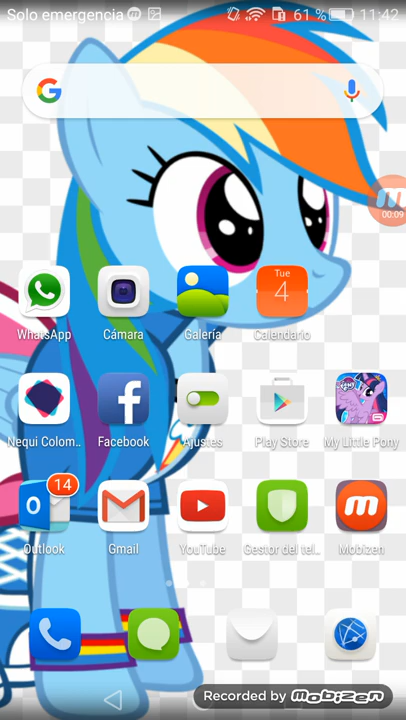 Solo emergencia
61 %
11:42
00:09
Tue
4
WhatsApp
Cámara
Galería
Calendario
Nequi Colom..
Facebook
Ajustes
Play Store
My Little Pony
14
Outlook
Gmail
YouTube
Gestor del tel..
Mobizen
Recorded by mobizen